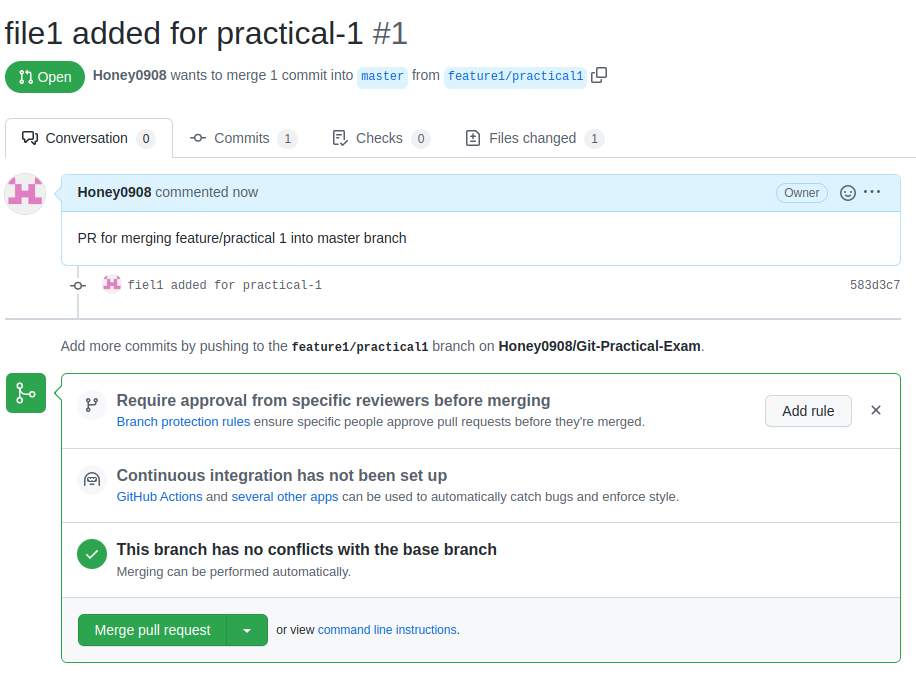 file1 added for practical-1 #1
Open Honey0908 wants to merge 1 commit into master from feature1/practical1
Conversation 0 Commits 1 Checks 0 Files changed 1
Honey0908 commented now Owner
PR for merging feature/practical 1 into master branch
fiel1 added for practical-1 583d3c7
Add more commits by pushing to the feature1/practical1 branch on Honey0908/Git-Practical-Exam.
Require approval from specific reviewers before merging
Branch protection rules ensure specific people approve pull requests before they're merged.
Add rule
Continuous integration has not been set up
GitHub Actions and several other apps can be used to automatically catch bugs and enforce style.
This branch has no conflicts with the base branch
Merging can be performed automatically.
Merge pull request or view command line instructions.